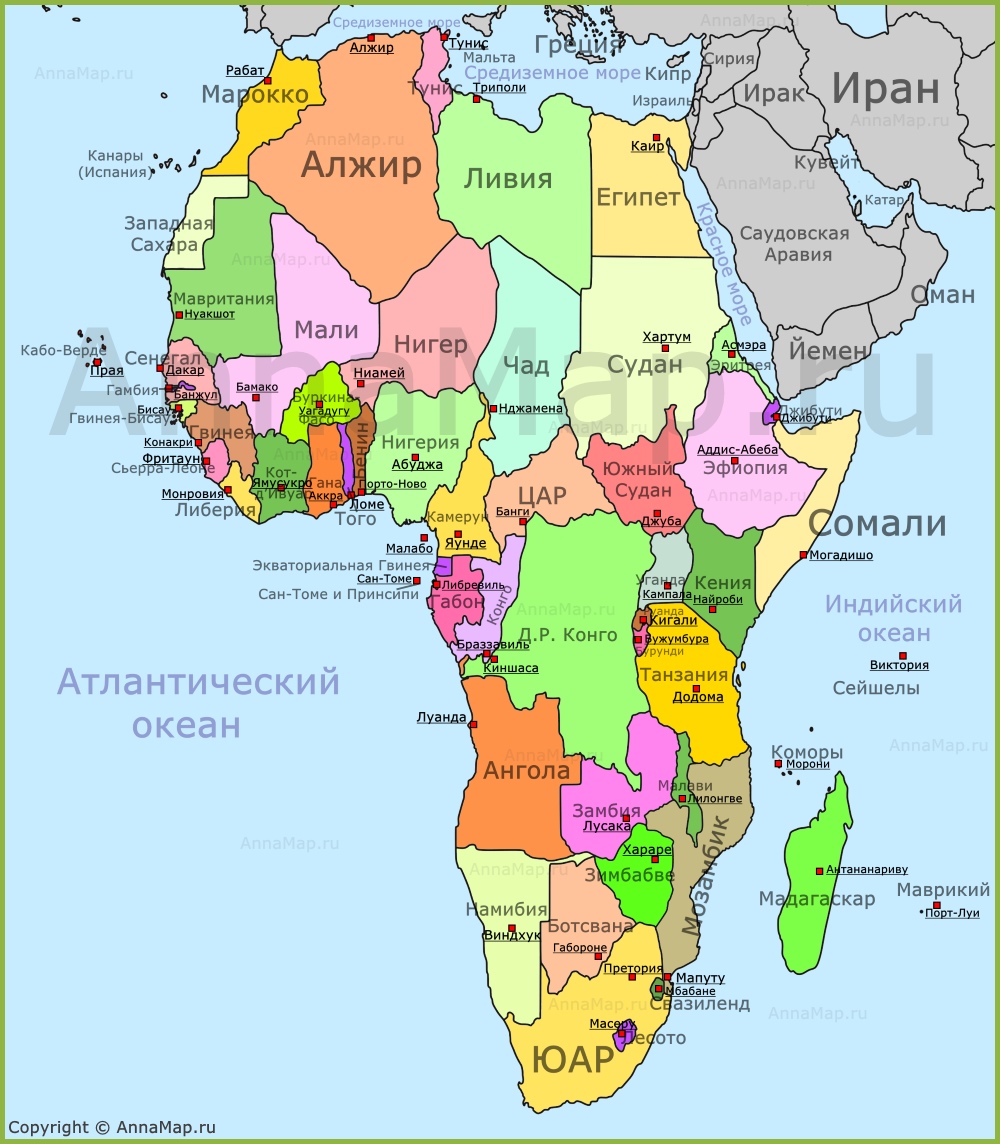 Средиземное море
AnnaMap.ru
Греция
Алжир
Тунис
Мальта
Сирия
Рабат
AnnaMap.ru
Средиземное море
Кипр
Иран
Марокко
Тунис
Триполи
Израиль
Ирак
AnnaMap.ru
AnnaMap.ru
Каир
Канары
(Испания)
Алжир
Ливия
Кувейт
Египет
AnnaMap.ru
Катар
Западная
Сахара
Красное море
Саудовская
Аравия
AnnaMap.ru
Оман
Мавритания
Нуакшот
Мали
Нигер
Чад
Судан
Хартум
Асмэра
Эритрея
Йемен
AnnaMap.ru
Кабо-Верде
Прая
Сенегал
Дакар
Гамбия
Банжул
Бамако
Ниамей
Буркина-
Фасо
Уагадугу
Нджамена
Джибути
Джибути
Бисау
Гвинея-Бисау
Гвинея
Конакри
Фритаун
Сьерра-Леоне
Монровия
Либерия
Кот-
д'Ивуар
Ямусукро
Гана
Аккра
Бенин
Порто-Ново
Ломе
Того
Нигерия
Абуджа
ЦАР
Банги
Южный
Судан
Джуба
Аддис-Абеба
Эфиопия
AnnaMap.ru
Сомали
Могадишо
Камерун
Яунде
Малабо
Экваториальная Гвинея
Сан-Томе
Сан-Томе и Принсипи
Либревиль
Габон
Конго
AnnaMap.ru
Д.Р. Конго
Уганда
Кампала
Кения
Найроби
Руанда
Кигали
Бужумбура
Бурунди
Индийский
океан
Браззавиль
Киншаса
Танзания
Додома
Виктория
Сейшелы
Атлантический
океан
Луанда
AnnaMap.ru
Ангола
Коморы
Морони
AnnaMap.ru
Малави
Лилонгве
Замбия
Лусака
AnnaMap.ru
Хараре
Зимбабве
Мозамбик
AnnaMap.ru
Антананариву
Мадагаскар
Маврикий
Порт-Луи
Намибия
Виндхук
Ботсвана
Габороне
Претория
Мапуту
Мбабане
Свазиленд
AnnaMap.ru
AnnaMap.ru
Масеру
Лесото
ЮАР
Copyright © AnnaMap.ru